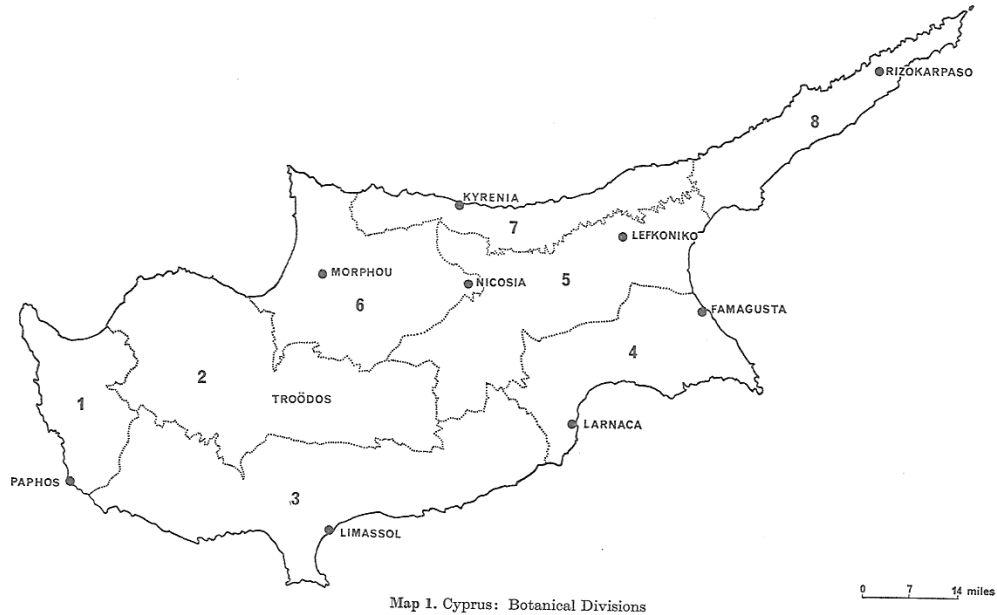 RIZOKARPASO
8
KYRENIA
7
LEFKONIKO
MORPHOU
NICOSIA
5
6
FAMAGUSTA
4
2
TROÖDOS
1
LARNACA
PAPHOS
3
LIMASSOL
0 7 14 miles
Map 1. Cyprus: Botanical Divisions